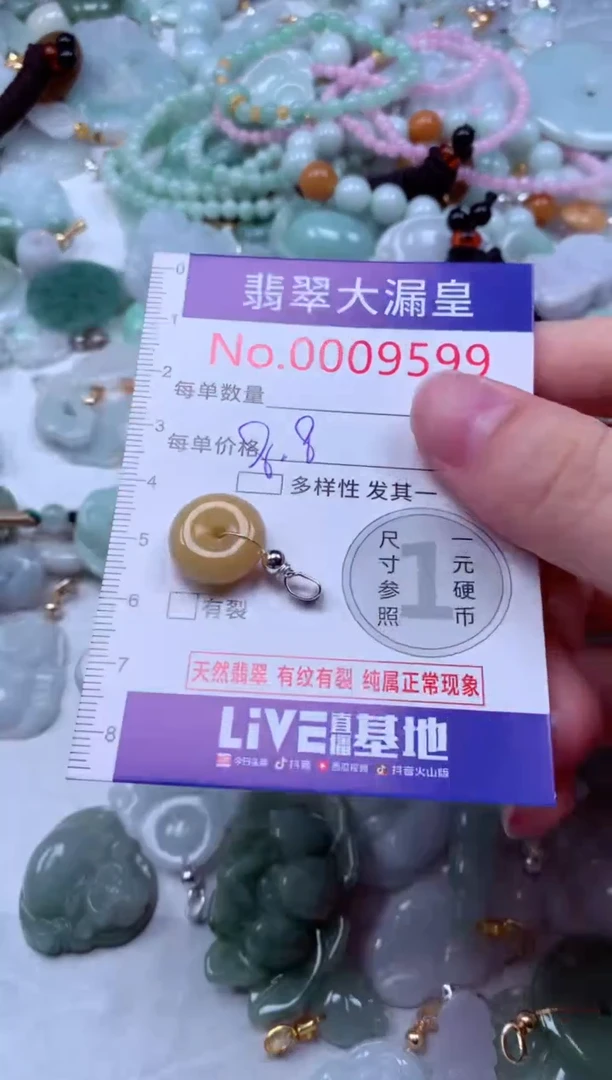 0
1
翡翠大漏皇
No.0009599
2
每单数量
3
每单价格 8.8
4
多样性 发其一
5
尺寸参照
1
一元硬币
6
有裂
天然翡翠 有纹有裂 纯属正常现象
7
LiVE直播基地
8
今日头条 抖音 西瓜视频 抖音火山版